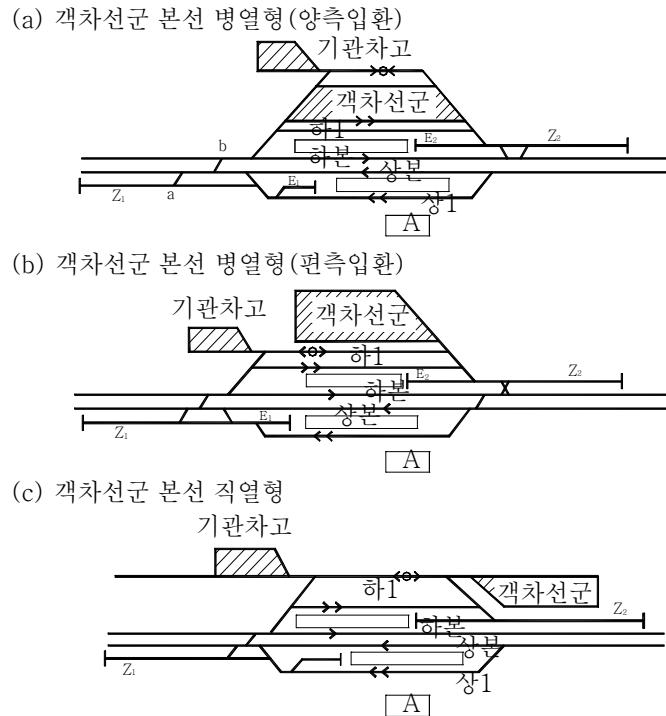 (a) 객차선군 본선 병열형(양측입환)
기관차고
객차선군
하1
b
E₂
Z₂
하본
상본
Z₁
a
E₁
상1
A
(b) 객차선군 본선 병열형(편측입환)
기관차고
객차선군
하1
E₂
Z₂
하본
Z₁
E₁
상본
A
(c) 객차선군 본선 직열형
기관차고
하1
객차선군
Z₂
하본
상본
Z₁
상1
A